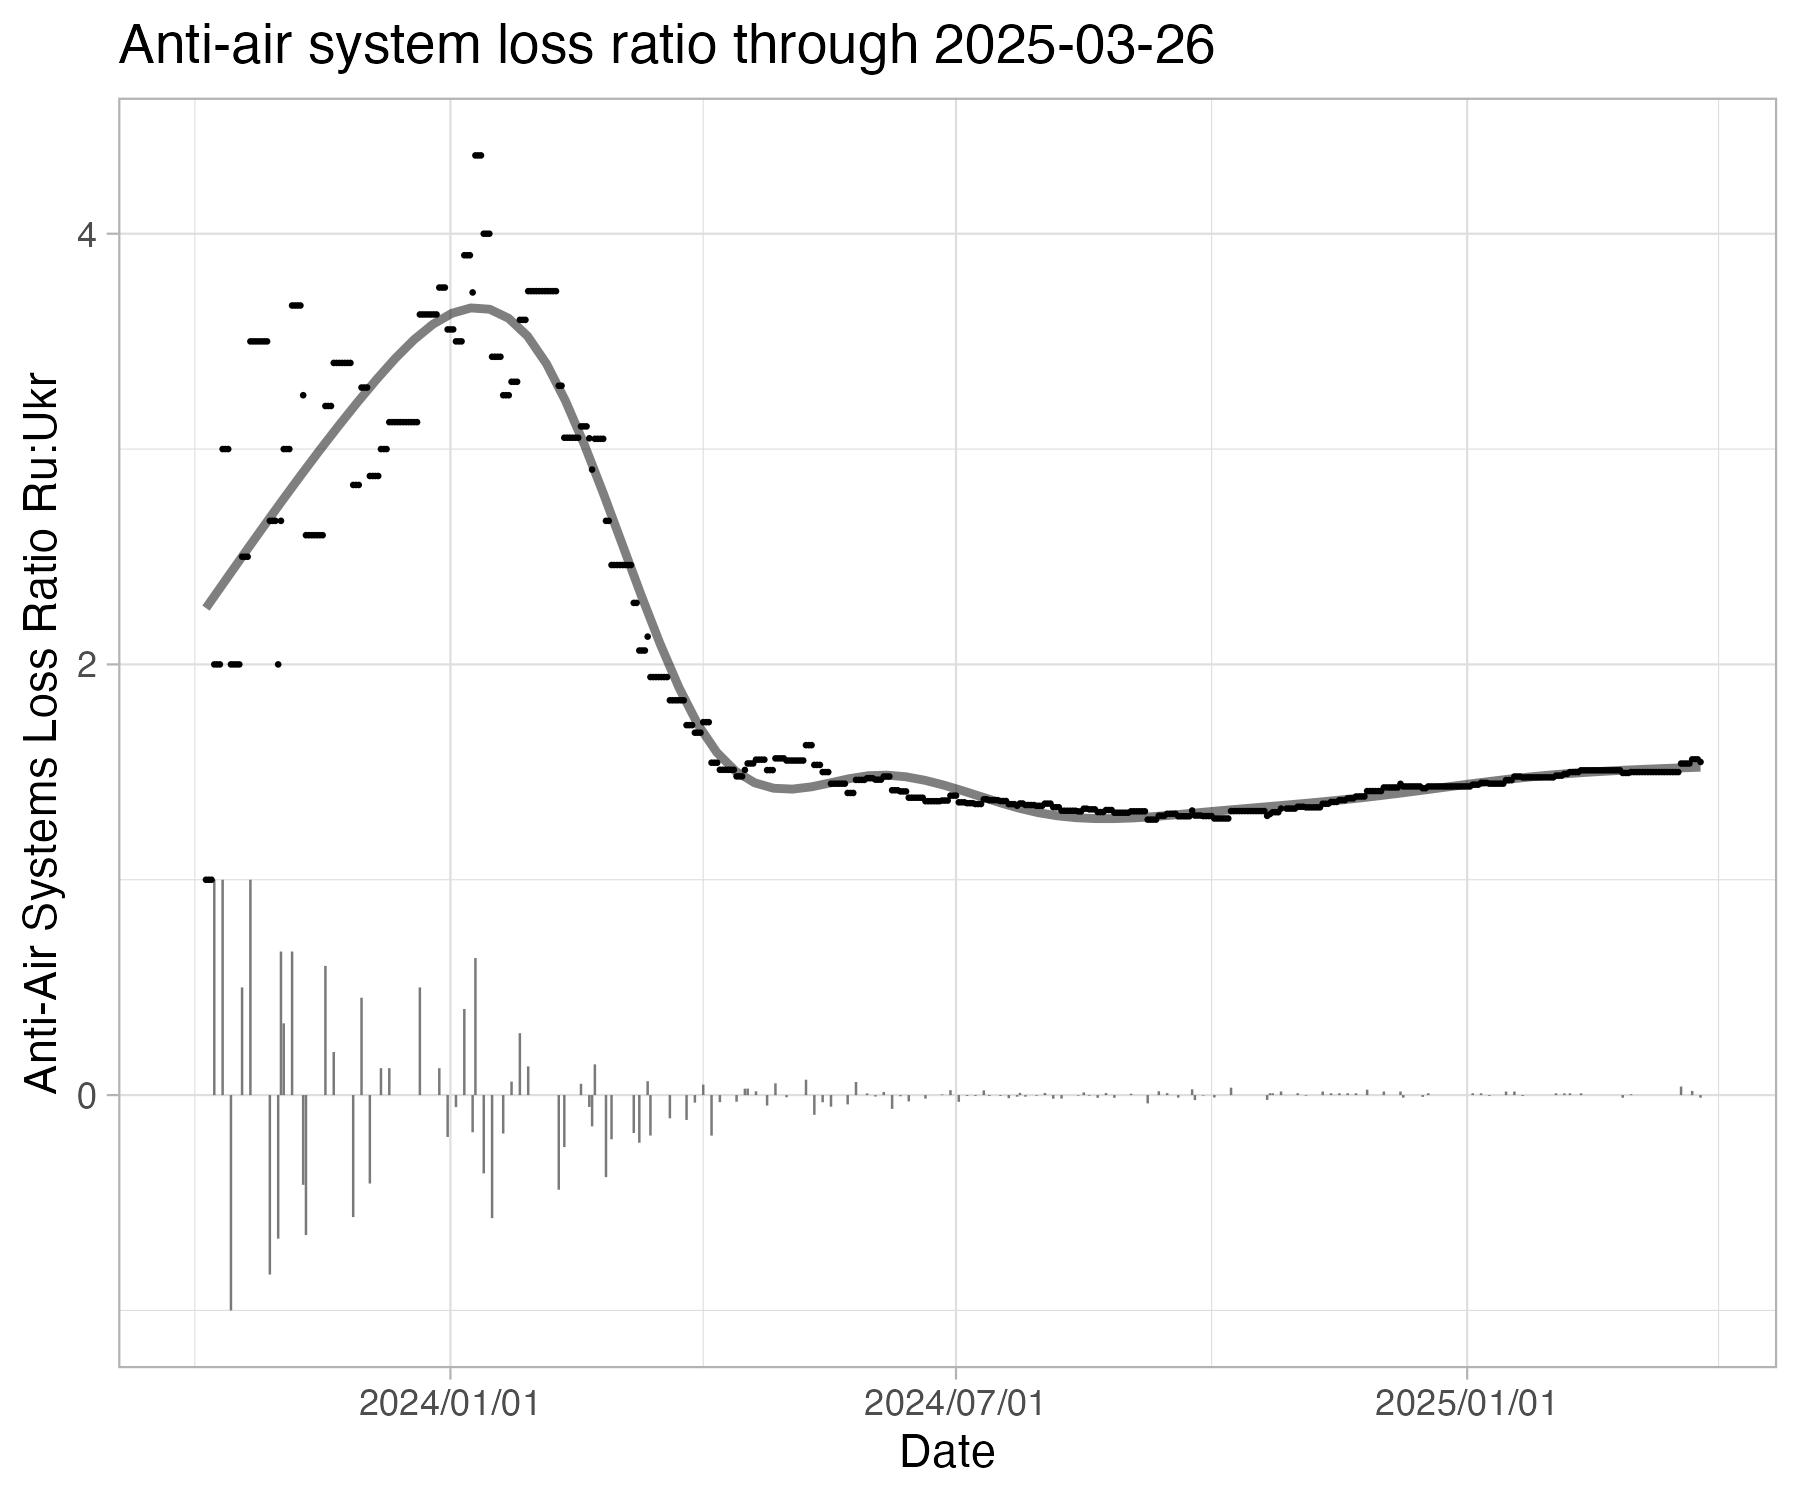 Anti-air system loss ratio through 2025-03-26
Anti-Air Systems Loss Ratio Ru:Ukr
4
2
0
2024/01/01
2024/07/01
2025/01/01
Date